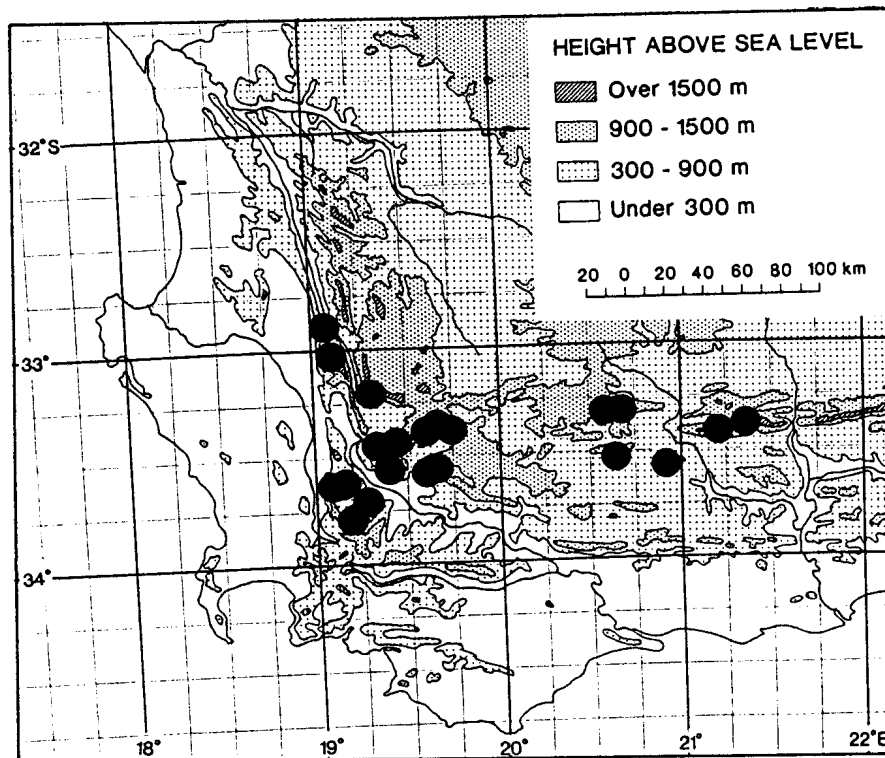 HEIGHT ABOVE SEA LEVEL
Over 1500 m
900 - 1500 m
300 - 900 m
Under 300 m
20 0 20 40 60 80 100 km
32°S
33°
34°
18° 19° 20° 21° 22°E